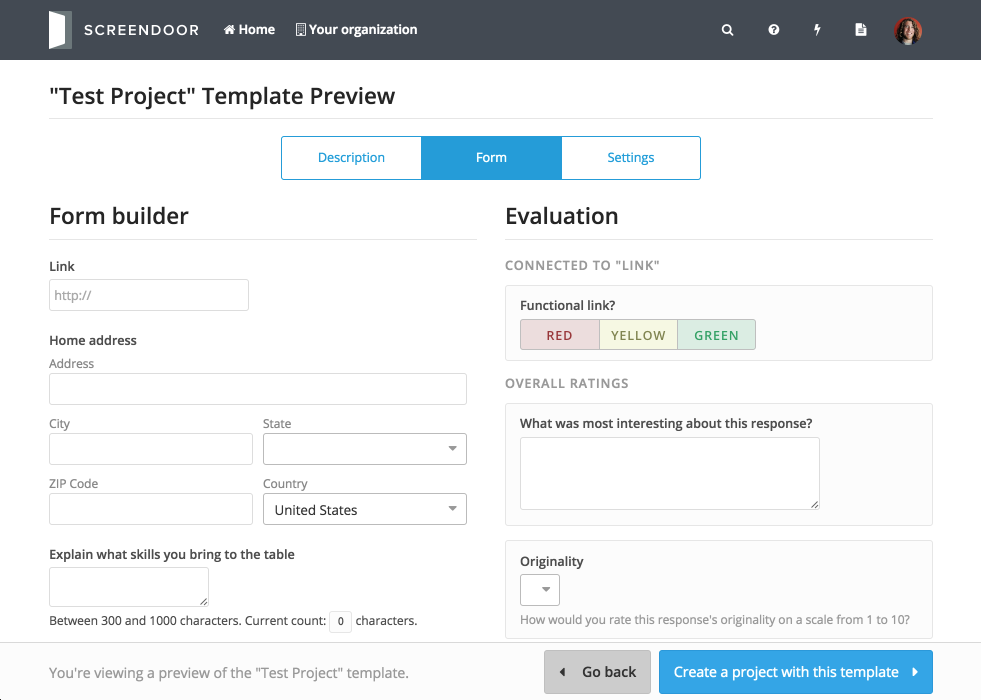 SCREENDOOR Home Your organization
"Test Project" Template Preview
Description Form Settings
Form builder
Link
http://
Home address
Address
City State
ZIP Code Country
United States
Explain what skills you bring to the table
Between 300 and 1000 characters. Current count: 0 characters.
Evaluation
CONNECTED TO "LINK"
Functional link?
RED YELLOW GREEN
OVERALL RATINGS
What was most interesting about this response?
Originality
How would you rate this response's originality on a scale from 1 to 10?
You're viewing a preview of the "Test Project" template.
Go back Create a project with this template